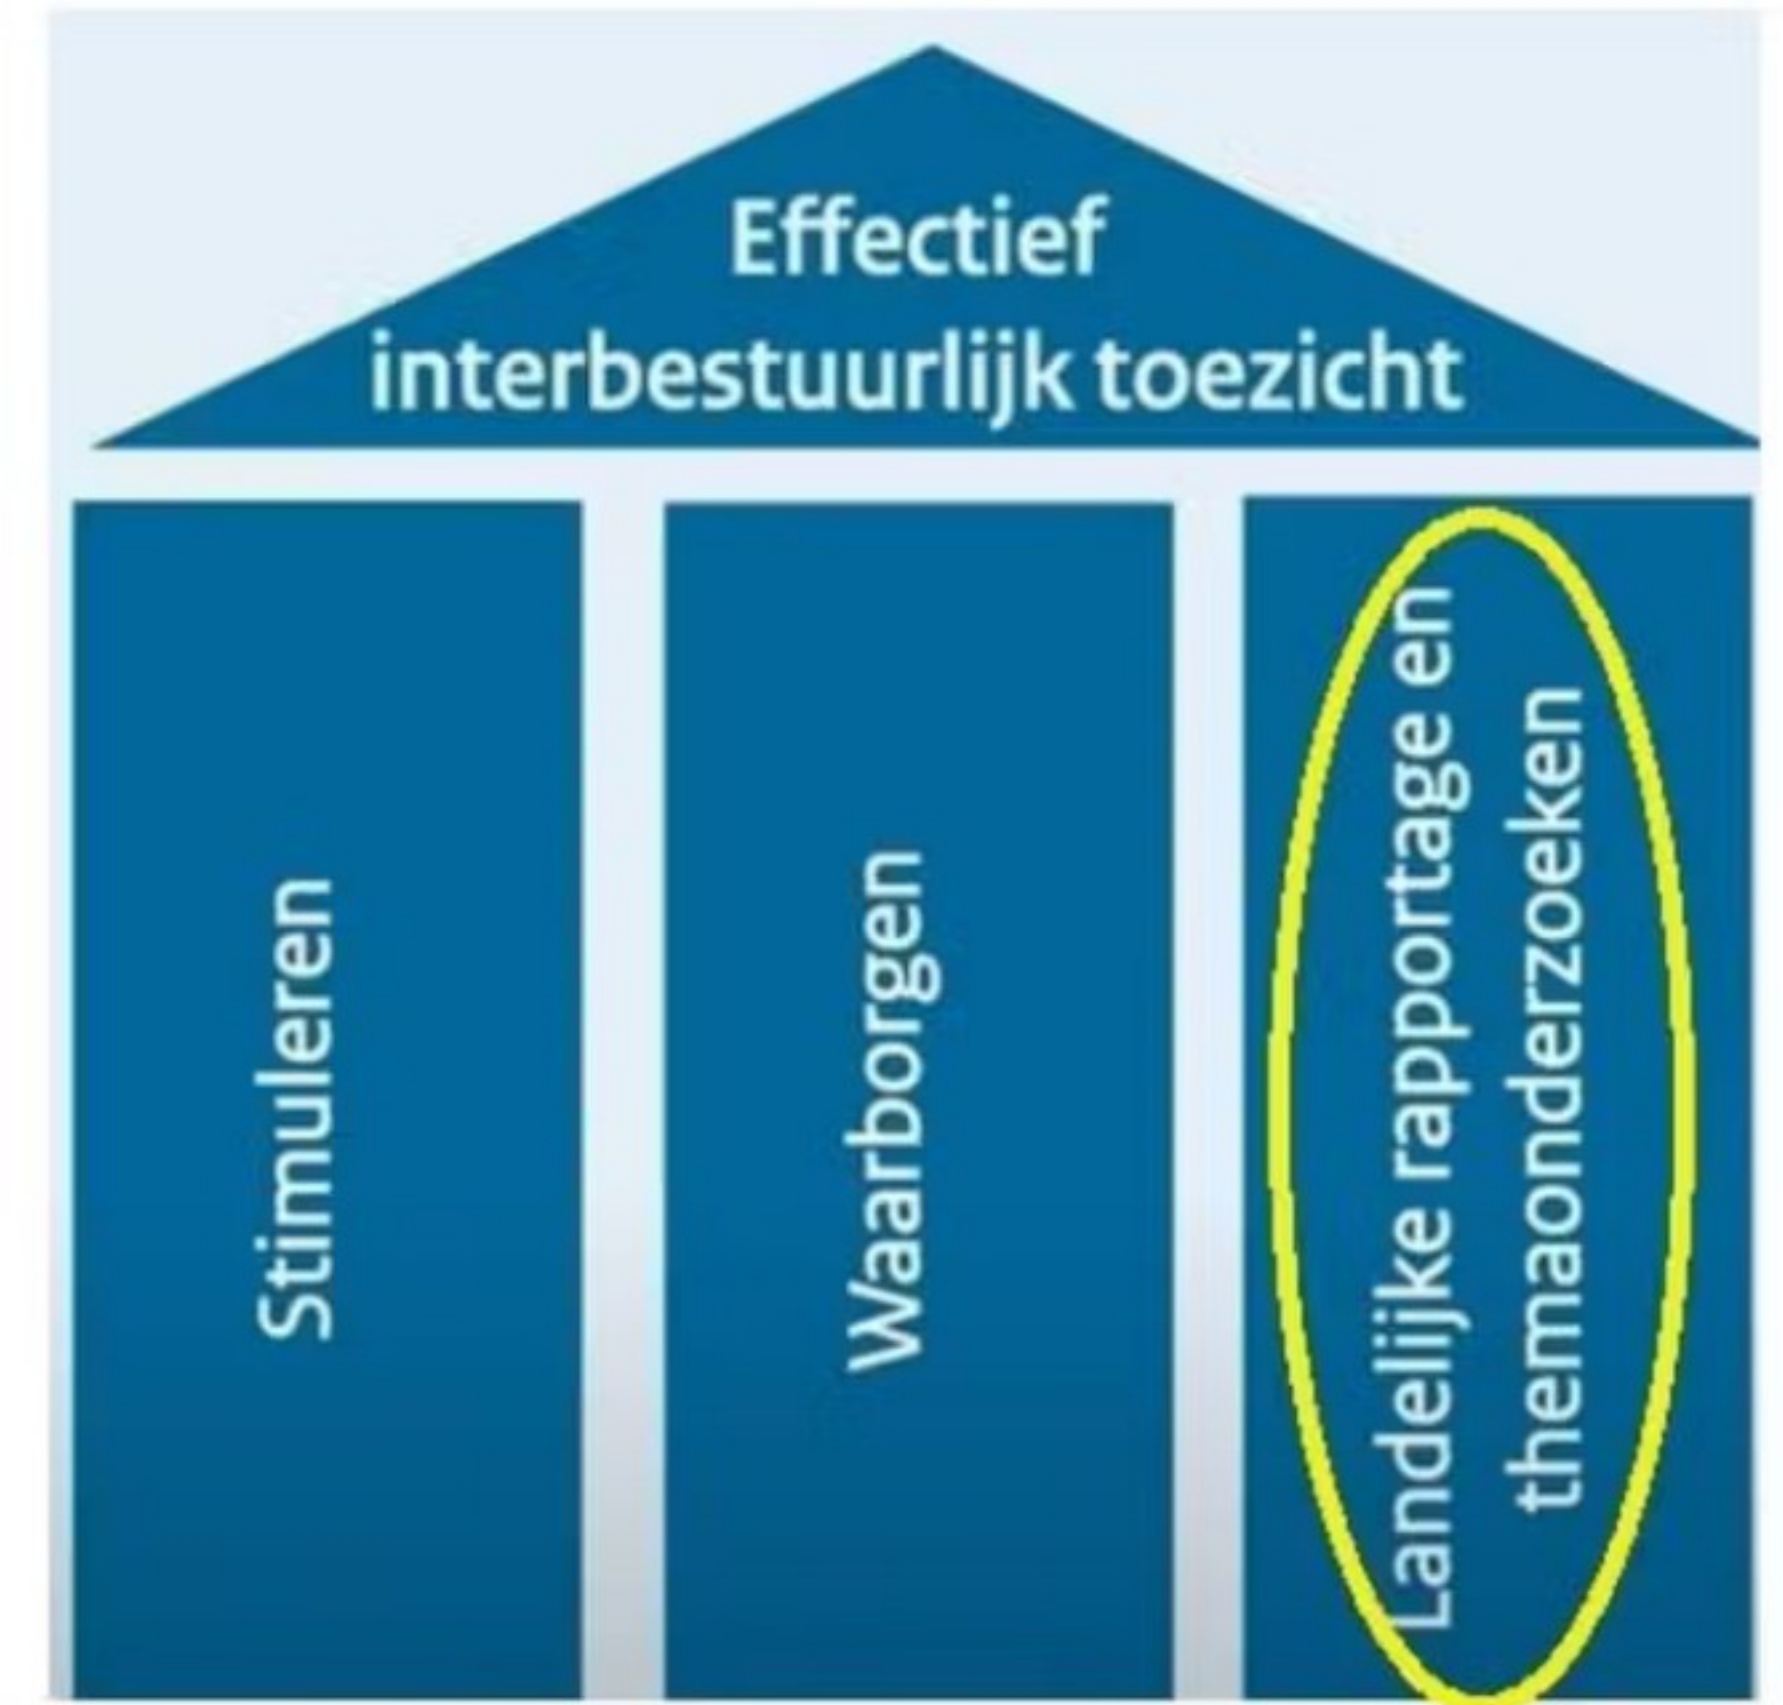 Effectief
interbestuurlijk toezicht
Stimuleren
Waarborgen
Landelijke rapportage en
themaonderzoeken